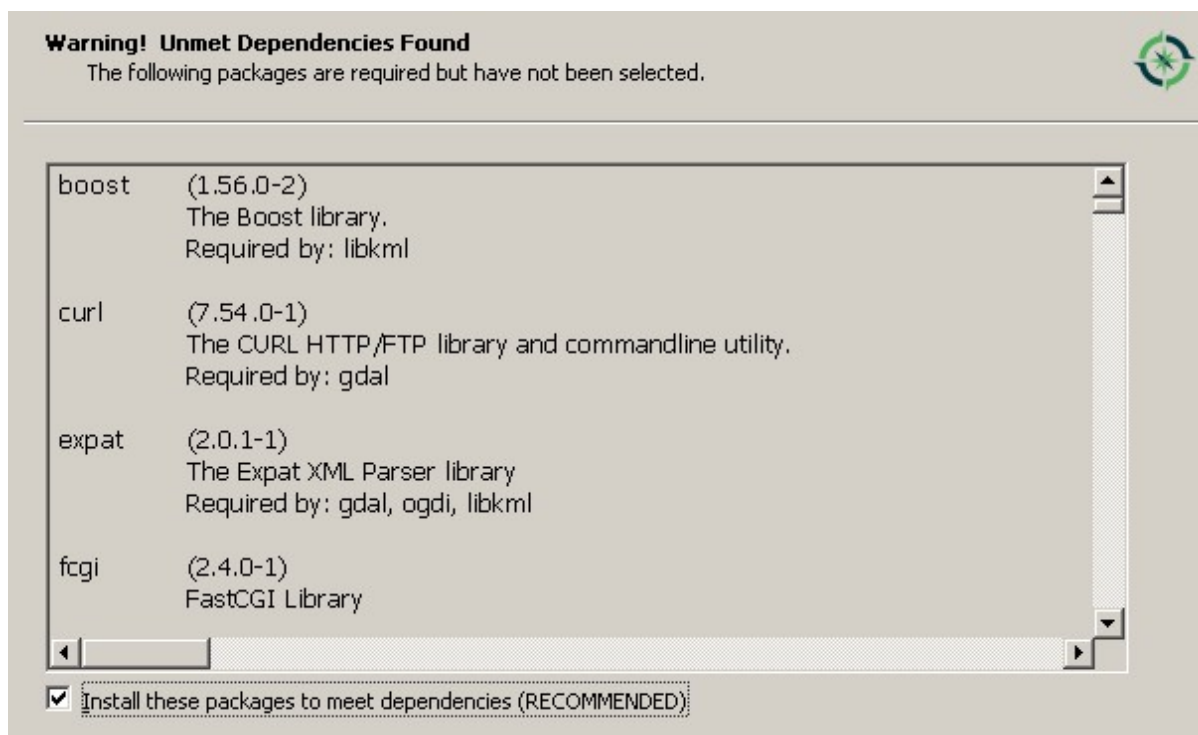 Warning! Unmet Dependencies Found
The following packages are required but have not been selected.
boost (1.56.0-2)
The Boost library.
Required by: libkml
curl (7.54.0-1)
The CURL HTTP/FTP library and commandline utility.
Required by: gdal
expat (2.0.1-1)
The Expat XML Parser library
Required by: gdal, ogdi, libkml
fcgi (2.4.0-1)
FastCGI Library
Install these packages to meet dependencies (RECOMMENDED)